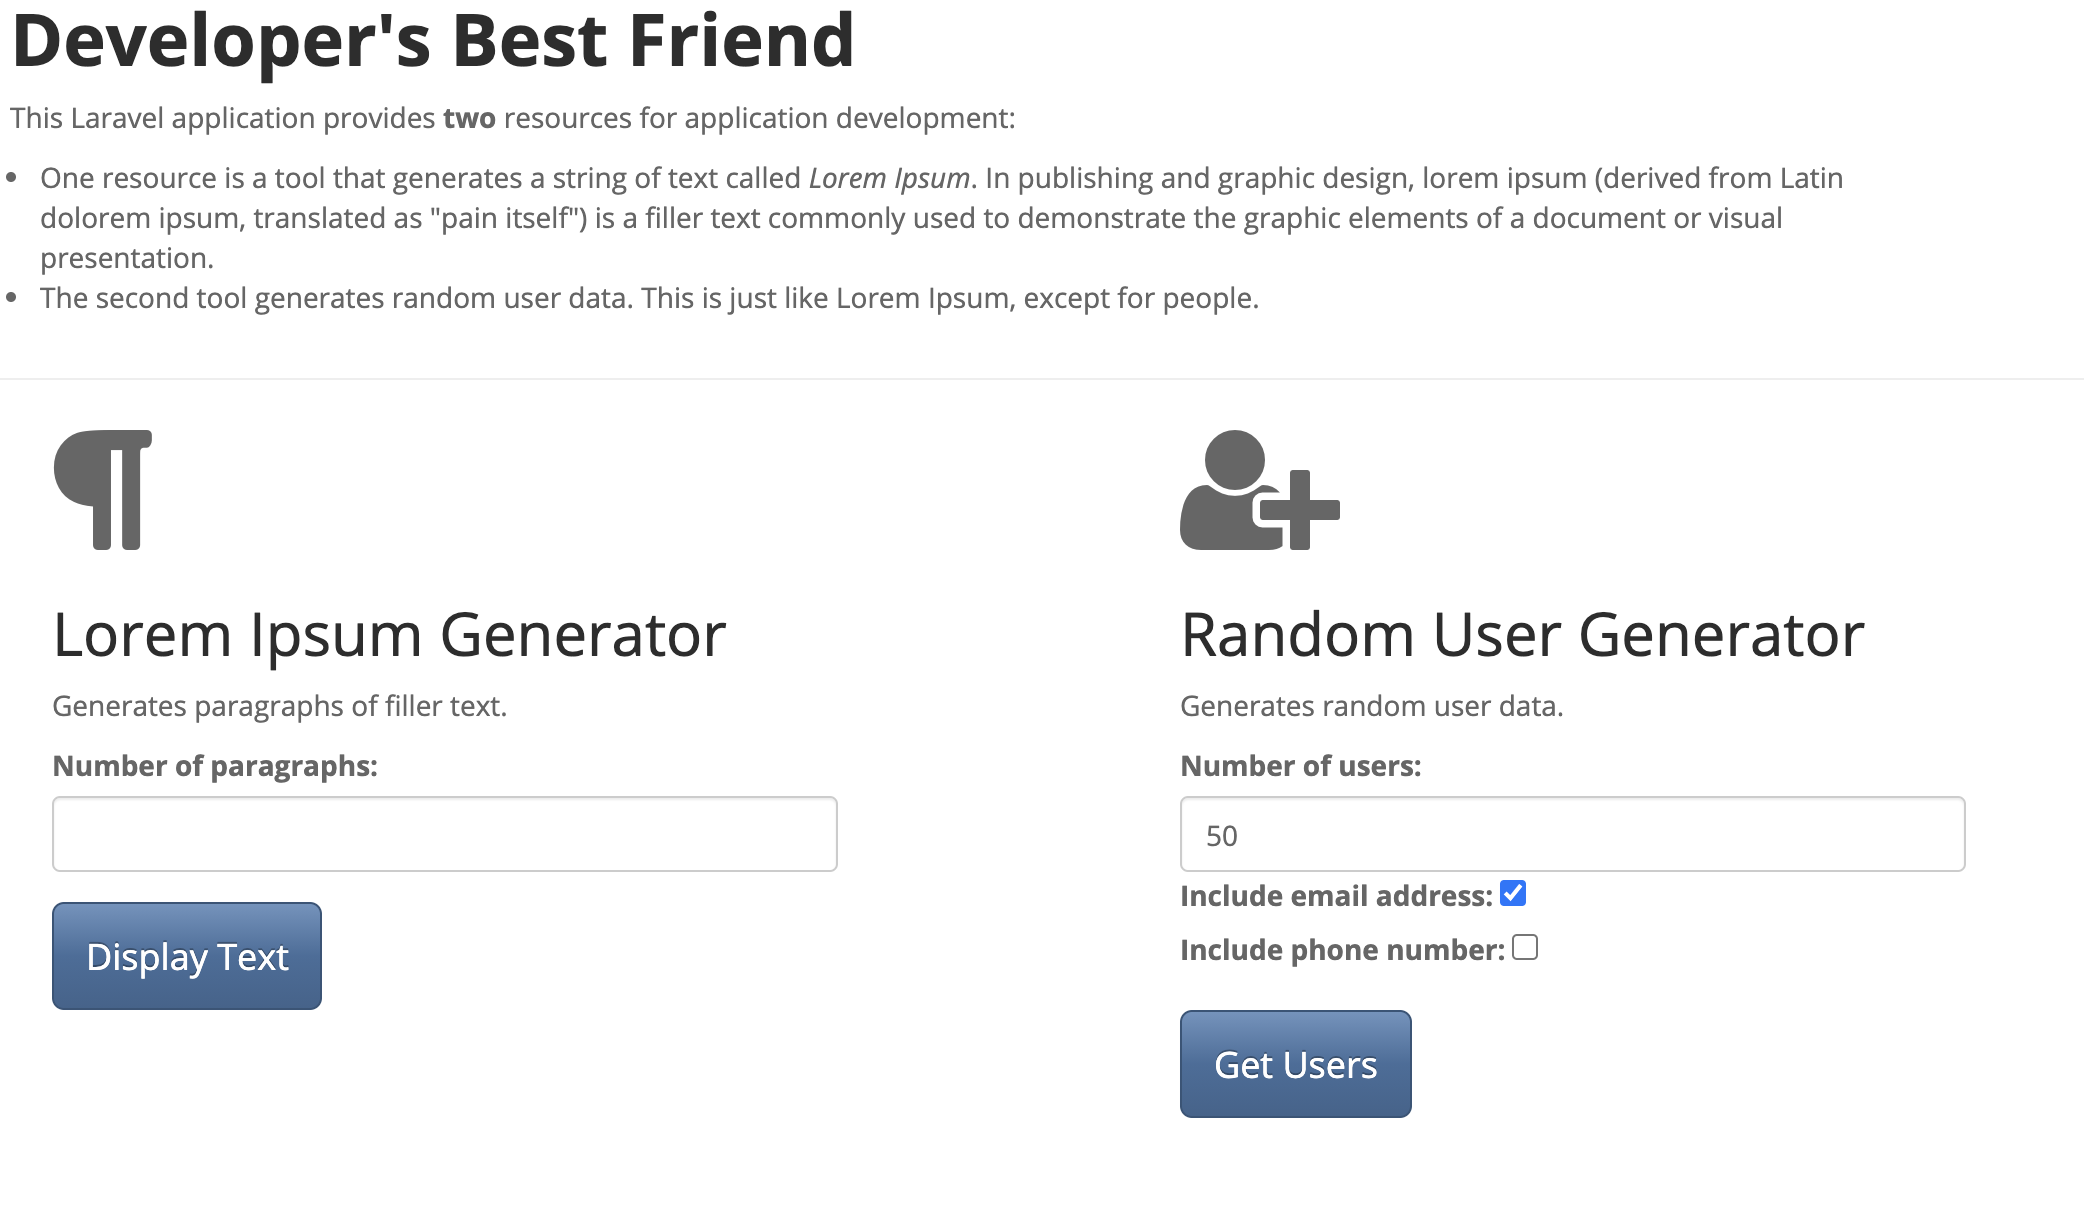 Developer's Best Friend
This Laravel application provides two resources for application development:
One resource is a tool that generates a string of text called Lorem Ipsum. In publishing and graphic design, lorem ipsum (derived from Latin
dolorem ipsum, translated as "pain itself") is a filler text commonly used to demonstrate the graphic elements of a document or visual
presentation.
The second tool generates random user data. This is just like Lorem Ipsum, except for people.
Lorem Ipsum Generator
Generates paragraphs of filler text.
Number of paragraphs:
Display Text
Random User Generator
Generates random user data.
Number of users:
50
Include email address:
Include phone number:
Get Users